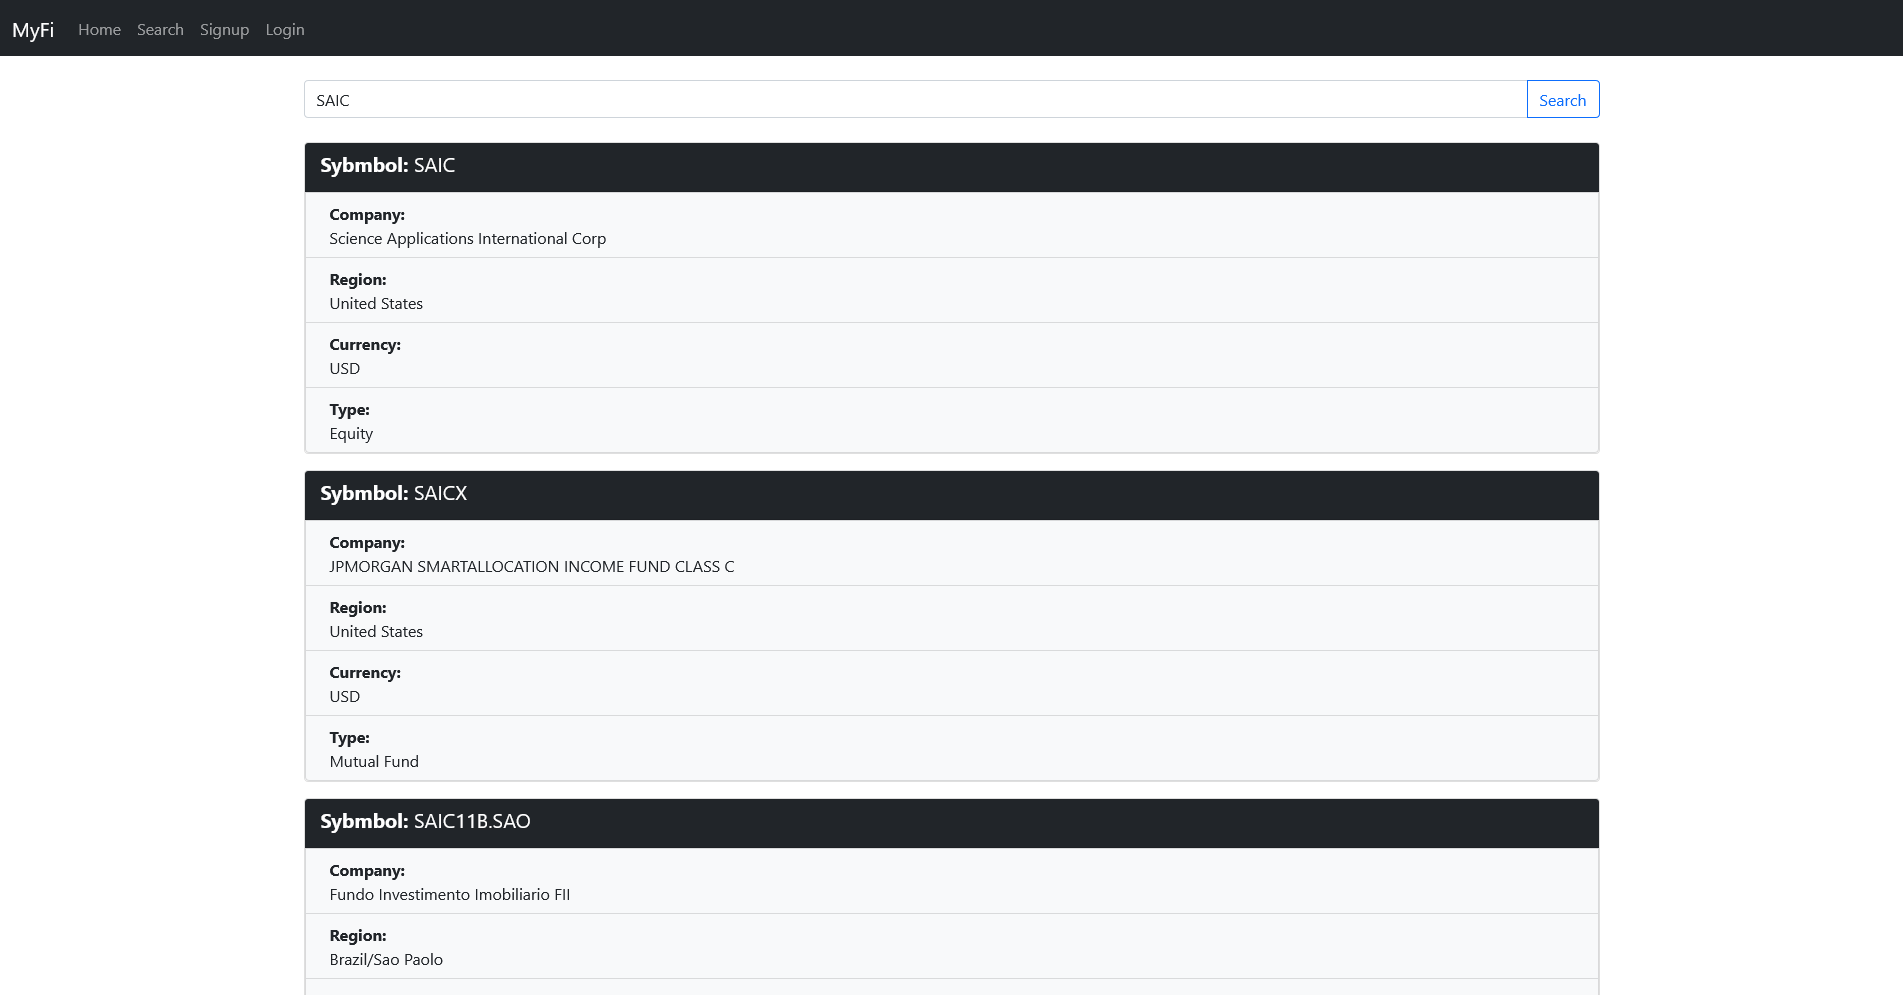 MyFi Home Search Signup Login
SAIC Search
Sybmbol: SAIC
Company:
Science Applications International Corp
Region:
United States
Currency:
USD
Type:
Equity
Sybmbol: SAICX
Company:
JPMORGAN SMARTALLOCATION INCOME FUND CLASS C
Region:
United States
Currency:
USD
Type:
Mutual Fund
Sybmbol: SAIC11B.SAO
Company:
Fundo Investimento Imobiliario FII
Region:
Brazil/Sao Paolo